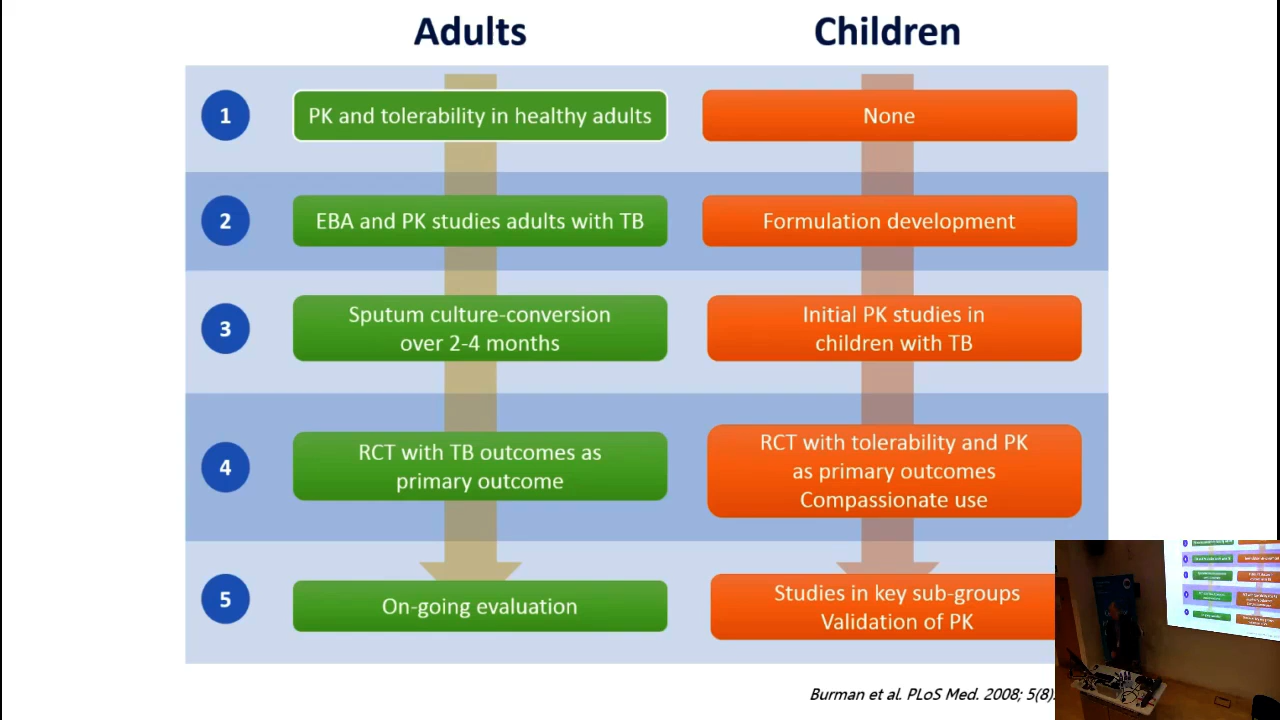 Adults
Children
1
PK and tolerability in healthy adults
None
2
EBA and PK studies adults with TB
Formulation development
3
Sputum culture-conversion
over 2-4 months
Initial PK studies in
children with TB
4
RCT with TB outcomes as
primary outcome
RCT with tolerability and PK
as primary outcomes
Compassionate use
5
On-going evaluation
Studies in key sub-groups
Validation of PK
Burman et al. PLoS Med. 2008; 5(8)